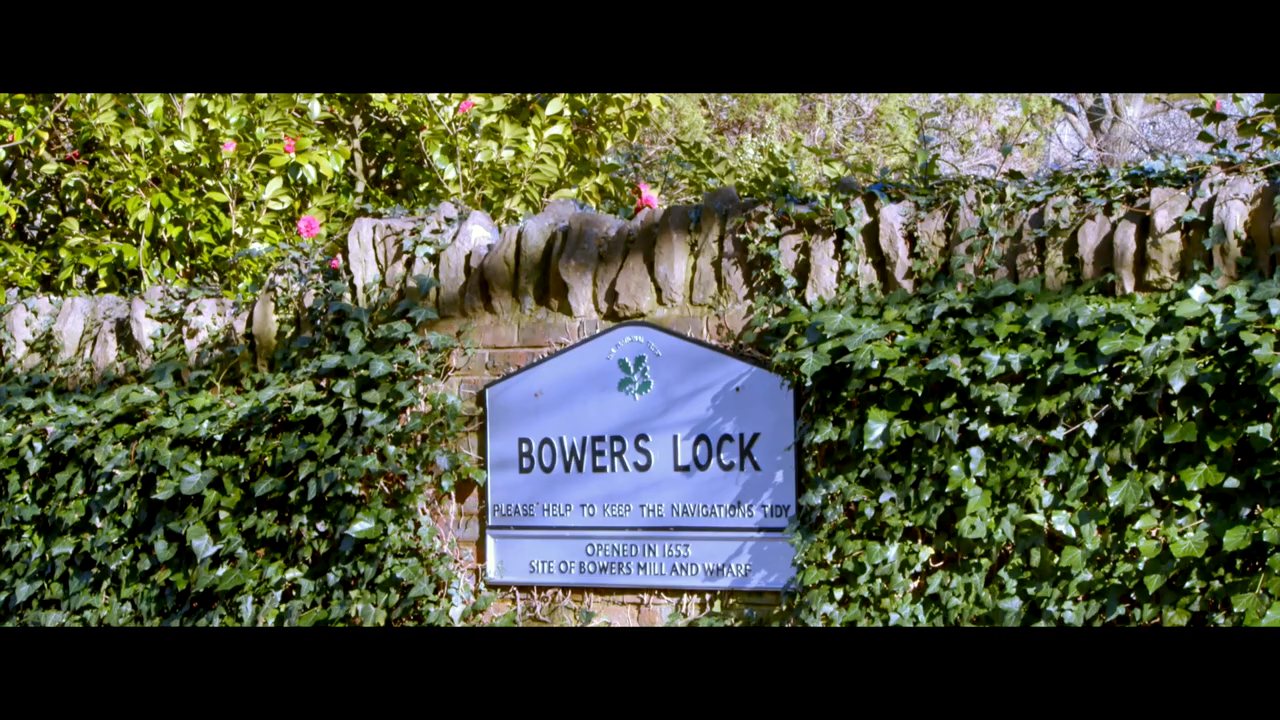 BOWERS LOCK
PLEASE HELP TO KEEP THE NAVIGATIONS TIDY
OPENED IN 1653
SITE OF BOWERS MILL AND WHARF